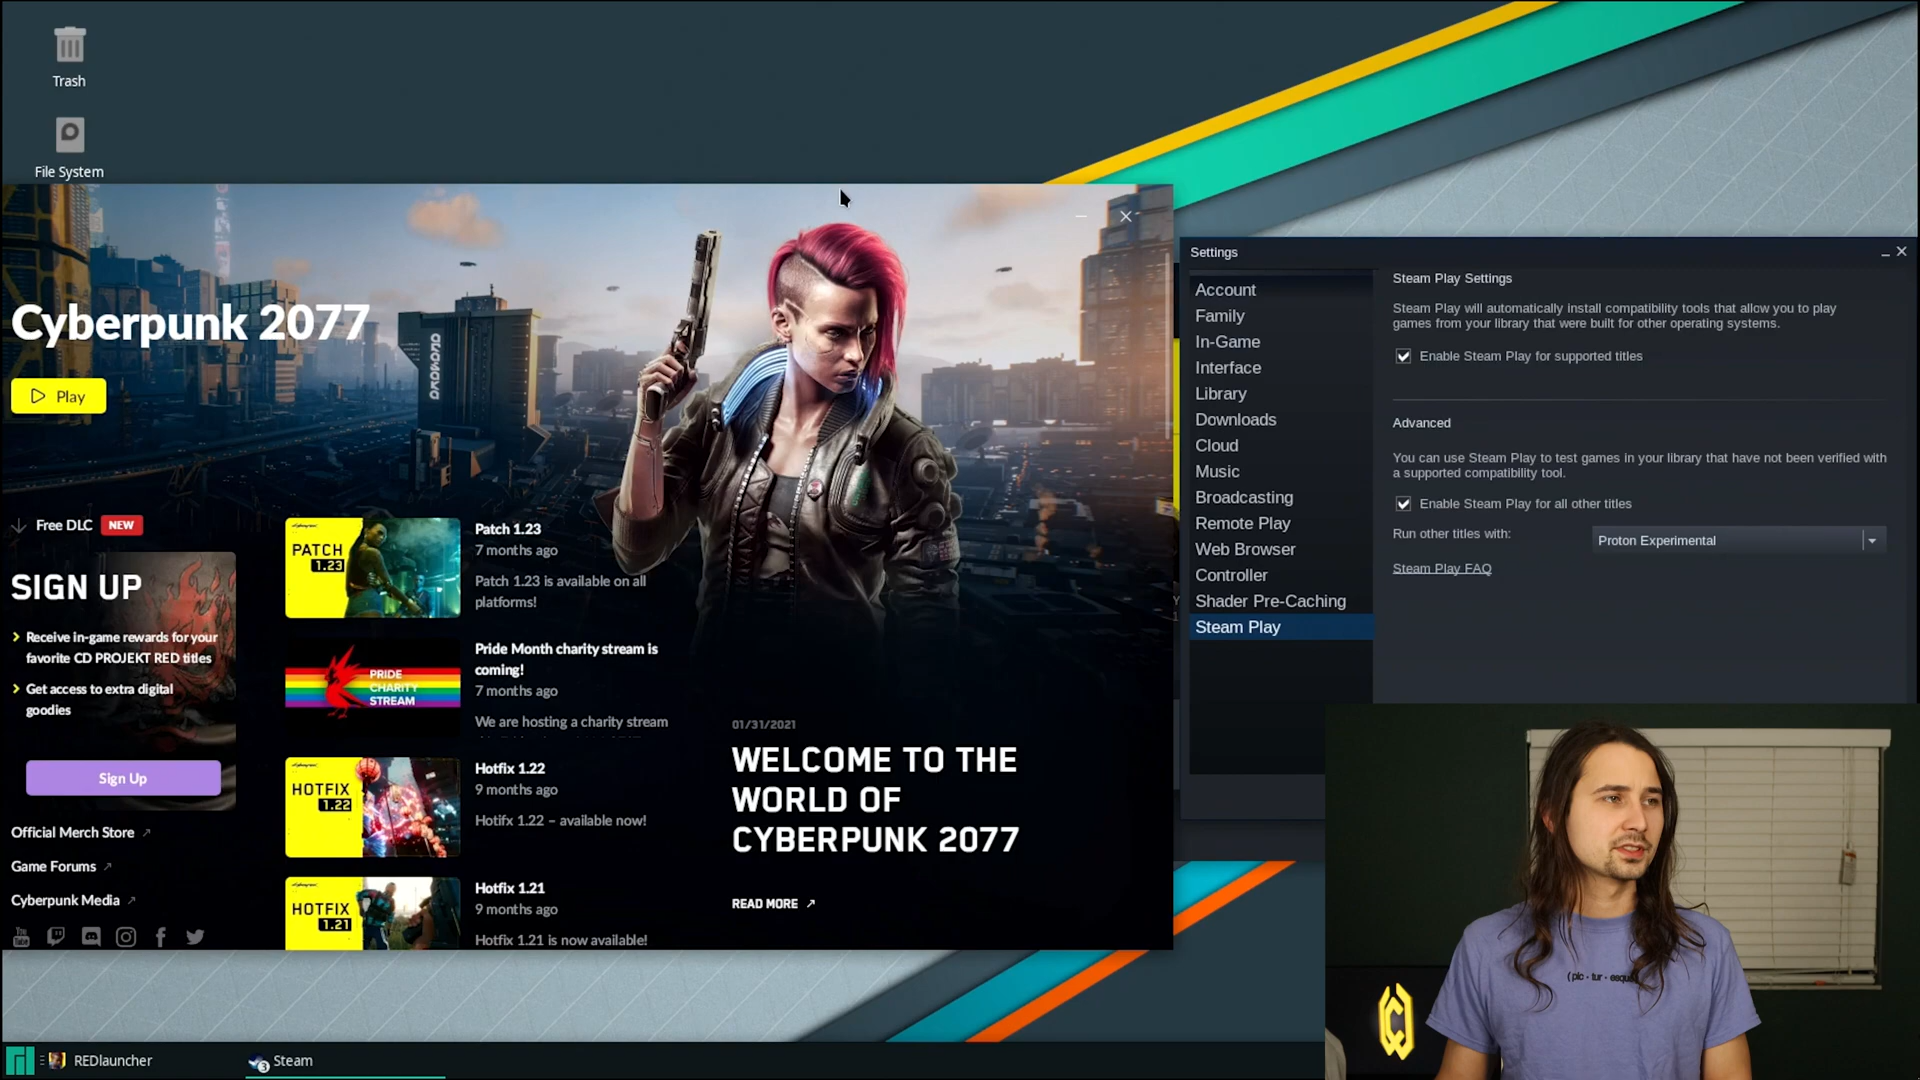 Trash
File System
Cyberpunk 2077
Play
Free DLC NEW
SIGN UP
Receive in-game rewards for your
favorite CD PROJEKT RED titles
Get access to extra digital
goodies
Sign Up
Official Merch Store
Game Forums
Cyberpunk Media
You
Tube
PATCH
1.23
Patch 1.23
7 months ago
Patch 1.23 is available on all
platforms!
PRIDE
CHARITY
STREAM
Pride Month charity stream is
coming!
7 months ago
We are hosting a charity stream
HOTFIX
1.22
Hotfix 1.22
9 months ago
Hotifx 1.22 – available now!
HOTFIX
1.21
Hotfix 1.21
9 months ago
Hotfix 1.21 is now available!
01/31/2021
WELCOME TO THE
WORLD OF
CYBERPUNK 2077
READ MORE
Settings
Account
Family
In-Game
Interface
Library
Downloads
Cloud
Music
Broadcasting
Remote Play
Web Browser
Controller
Shader Pre-Caching
Steam Play
Steam Play Settings
Steam Play will automatically install compatibility tools that allow you to play
games from your library that were built for other operating systems.
Enable Steam Play for supported titles
Advanced
You can use Steam Play to test games in your library that have not been verified with
a supported compatibility tool.
Enable Steam Play for all other titles
Run other titles with: Proton Experimental
Steam Play FAQ
REDlauncher
3 Steam